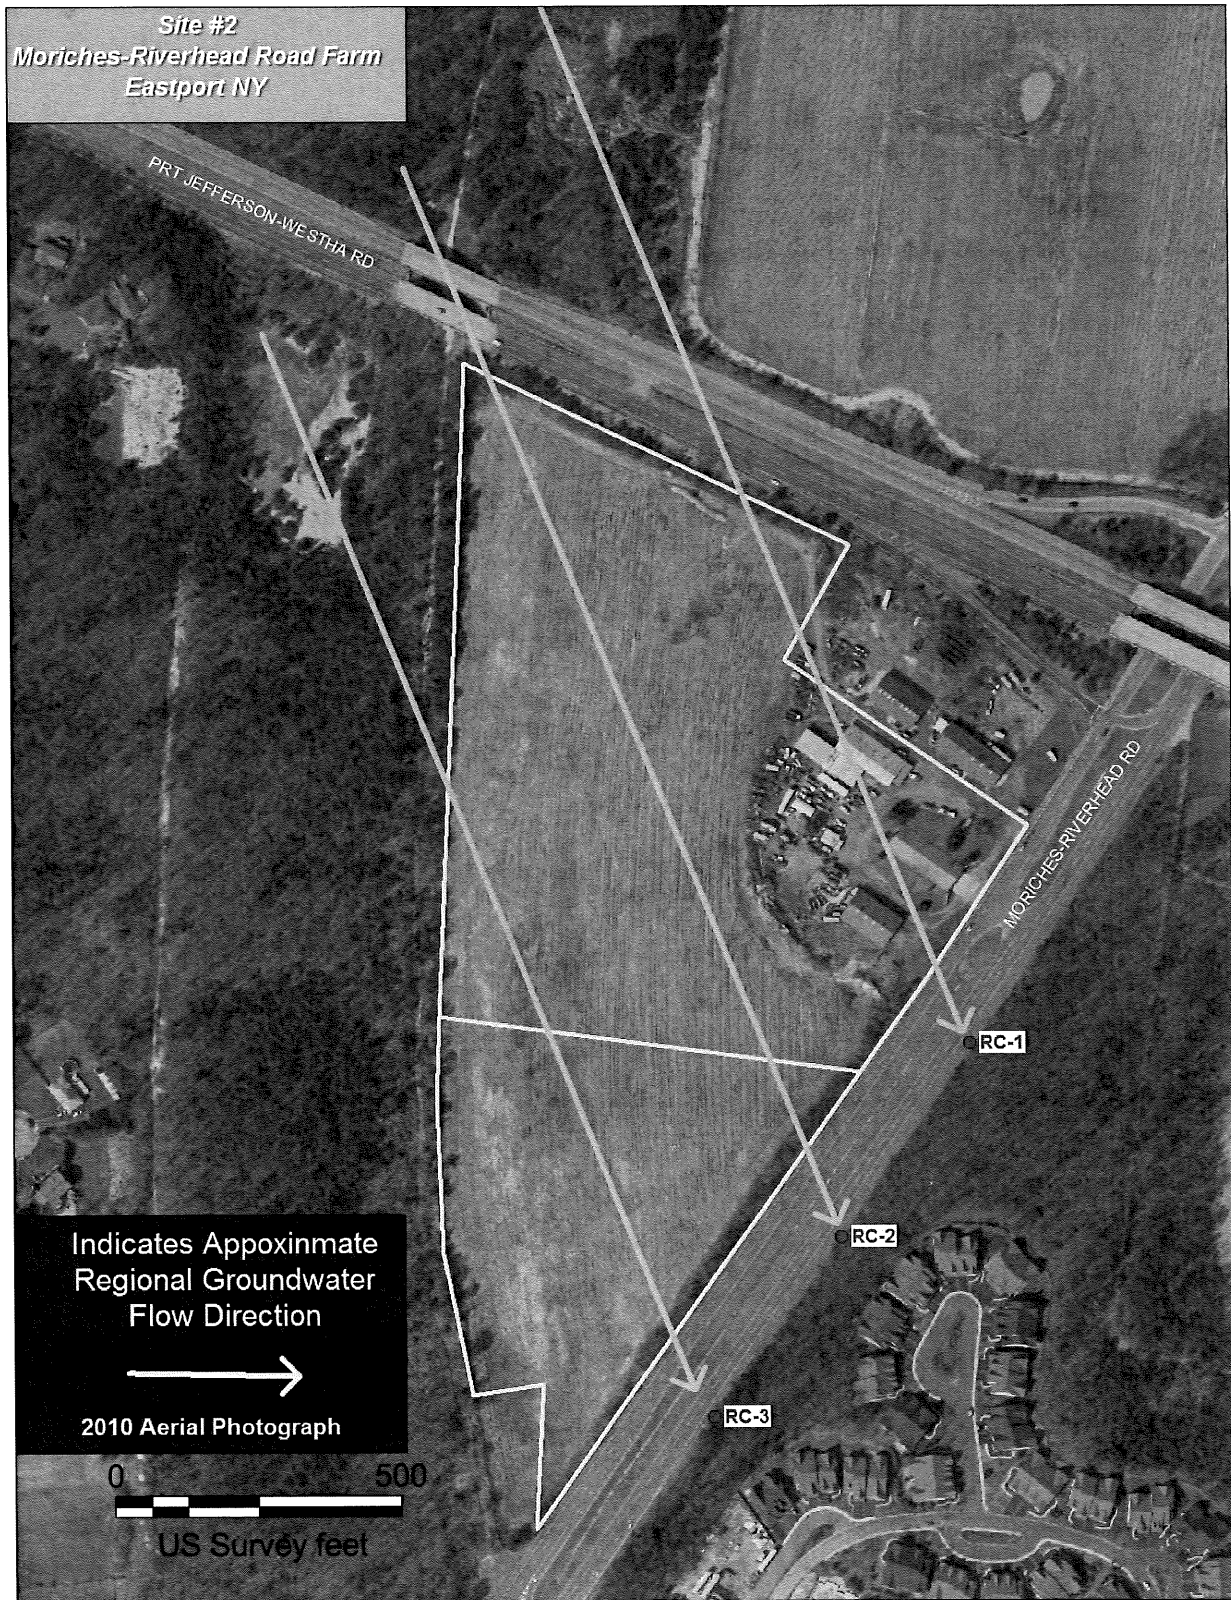 Site #2
Moriches-Riverhead Road Farm
Eastport NY
PRT JEFFERSON-WESTHA RD
MORICHES-RIVERHEAD RD
RC-1
RC-2
RC-3
Indicates Appoxinmate
Regional Groundwater
Flow Direction
2010 Aerial Photograph
0 500
US Survey feet